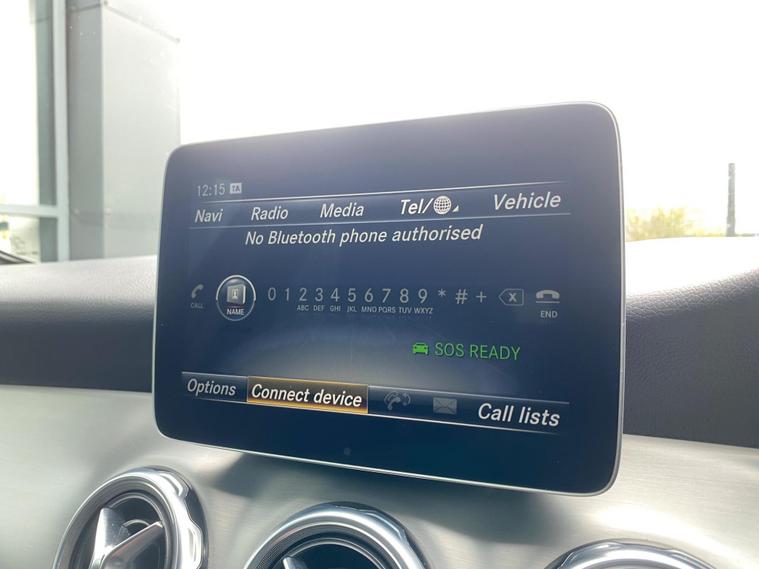 12:15 TA
Navi Radio Media Tel/ Vehicle
No Bluetooth phone authorised
CALL NAME 0 1 2 3 4 5 6 7 8 9 * # + X END
ABC DEF GHI JKL MNO PQRS TUV WXYZ
SOS READY
Options Connect device Call lists